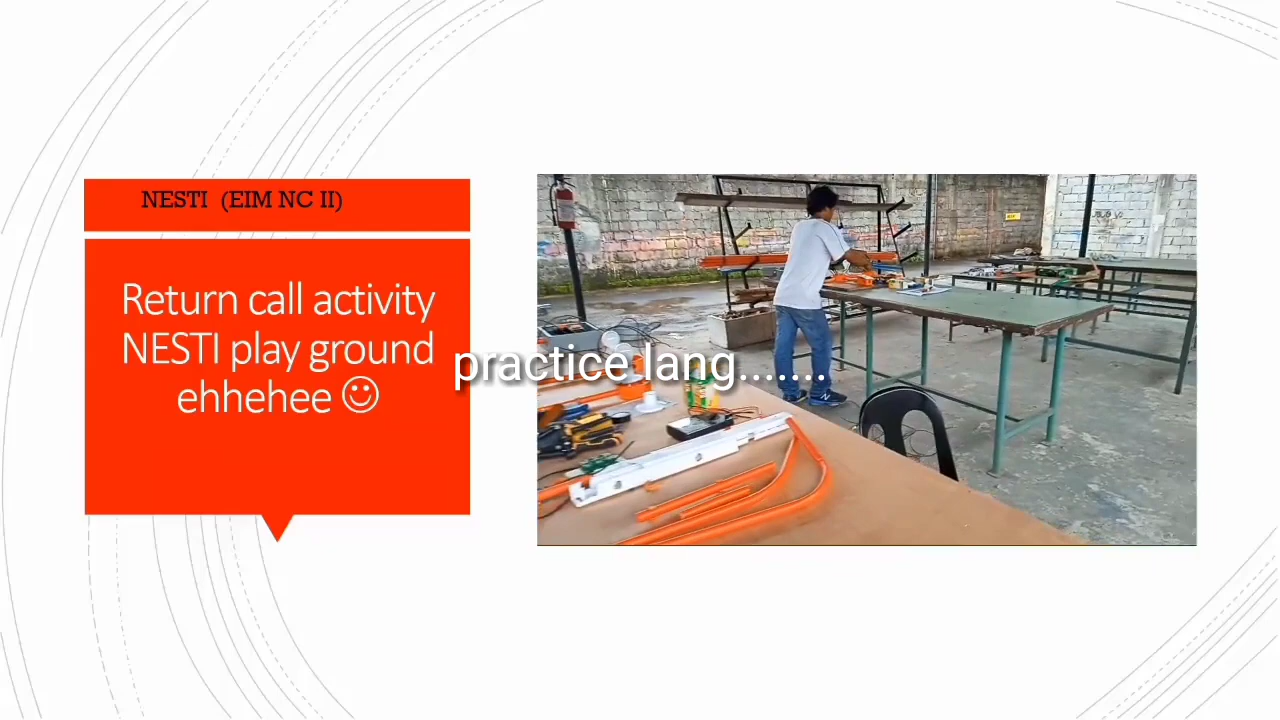 NESTI (EIM NC II)
Return call activity
NESTI play ground
ehhehee ☺
practice lang.......